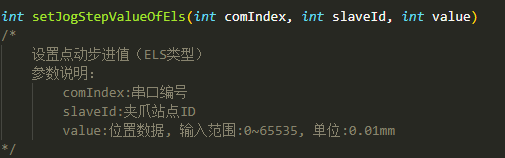 int setJogStepValueOfEls(int comIndex, int slaveId, int value)
/*
设置点动步进值（ELS类型）
参数说明：
comIndex:串口编号
slaveId:夹爪站点ID
value:位置数据, 输入范围:0~65535, 单位:0.01mm
*/